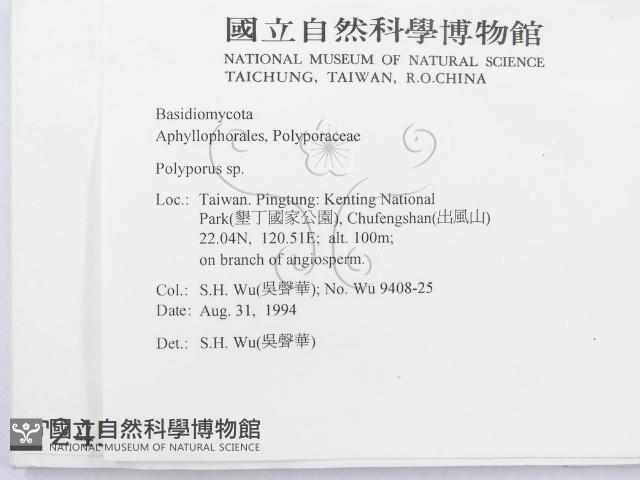 國立自然科學博物館
NATIONAL MUSEUM OF NATURAL SCIENCE
TAICHUNG, TAIWAN, R.O.CHINA
Basidiomycota
Aphyllophorales, Polyporaceae
Polyporus sp.
Loc.: Taiwan. Pingtung: Kenting National
Park(墾丁國家公園), Chufengshan(出風山)
22.04N, 120.51E; alt. 100m;
on branch of angiosperm.
Col.: S.H. Wu(吳聲華); No. Wu 9408-25
Date: Aug. 31, 1994
Det.: S.H. Wu(吳聲華)
國立自然科學博物館
NATIONAL MUSEUM OF NATURAL SCIENCE